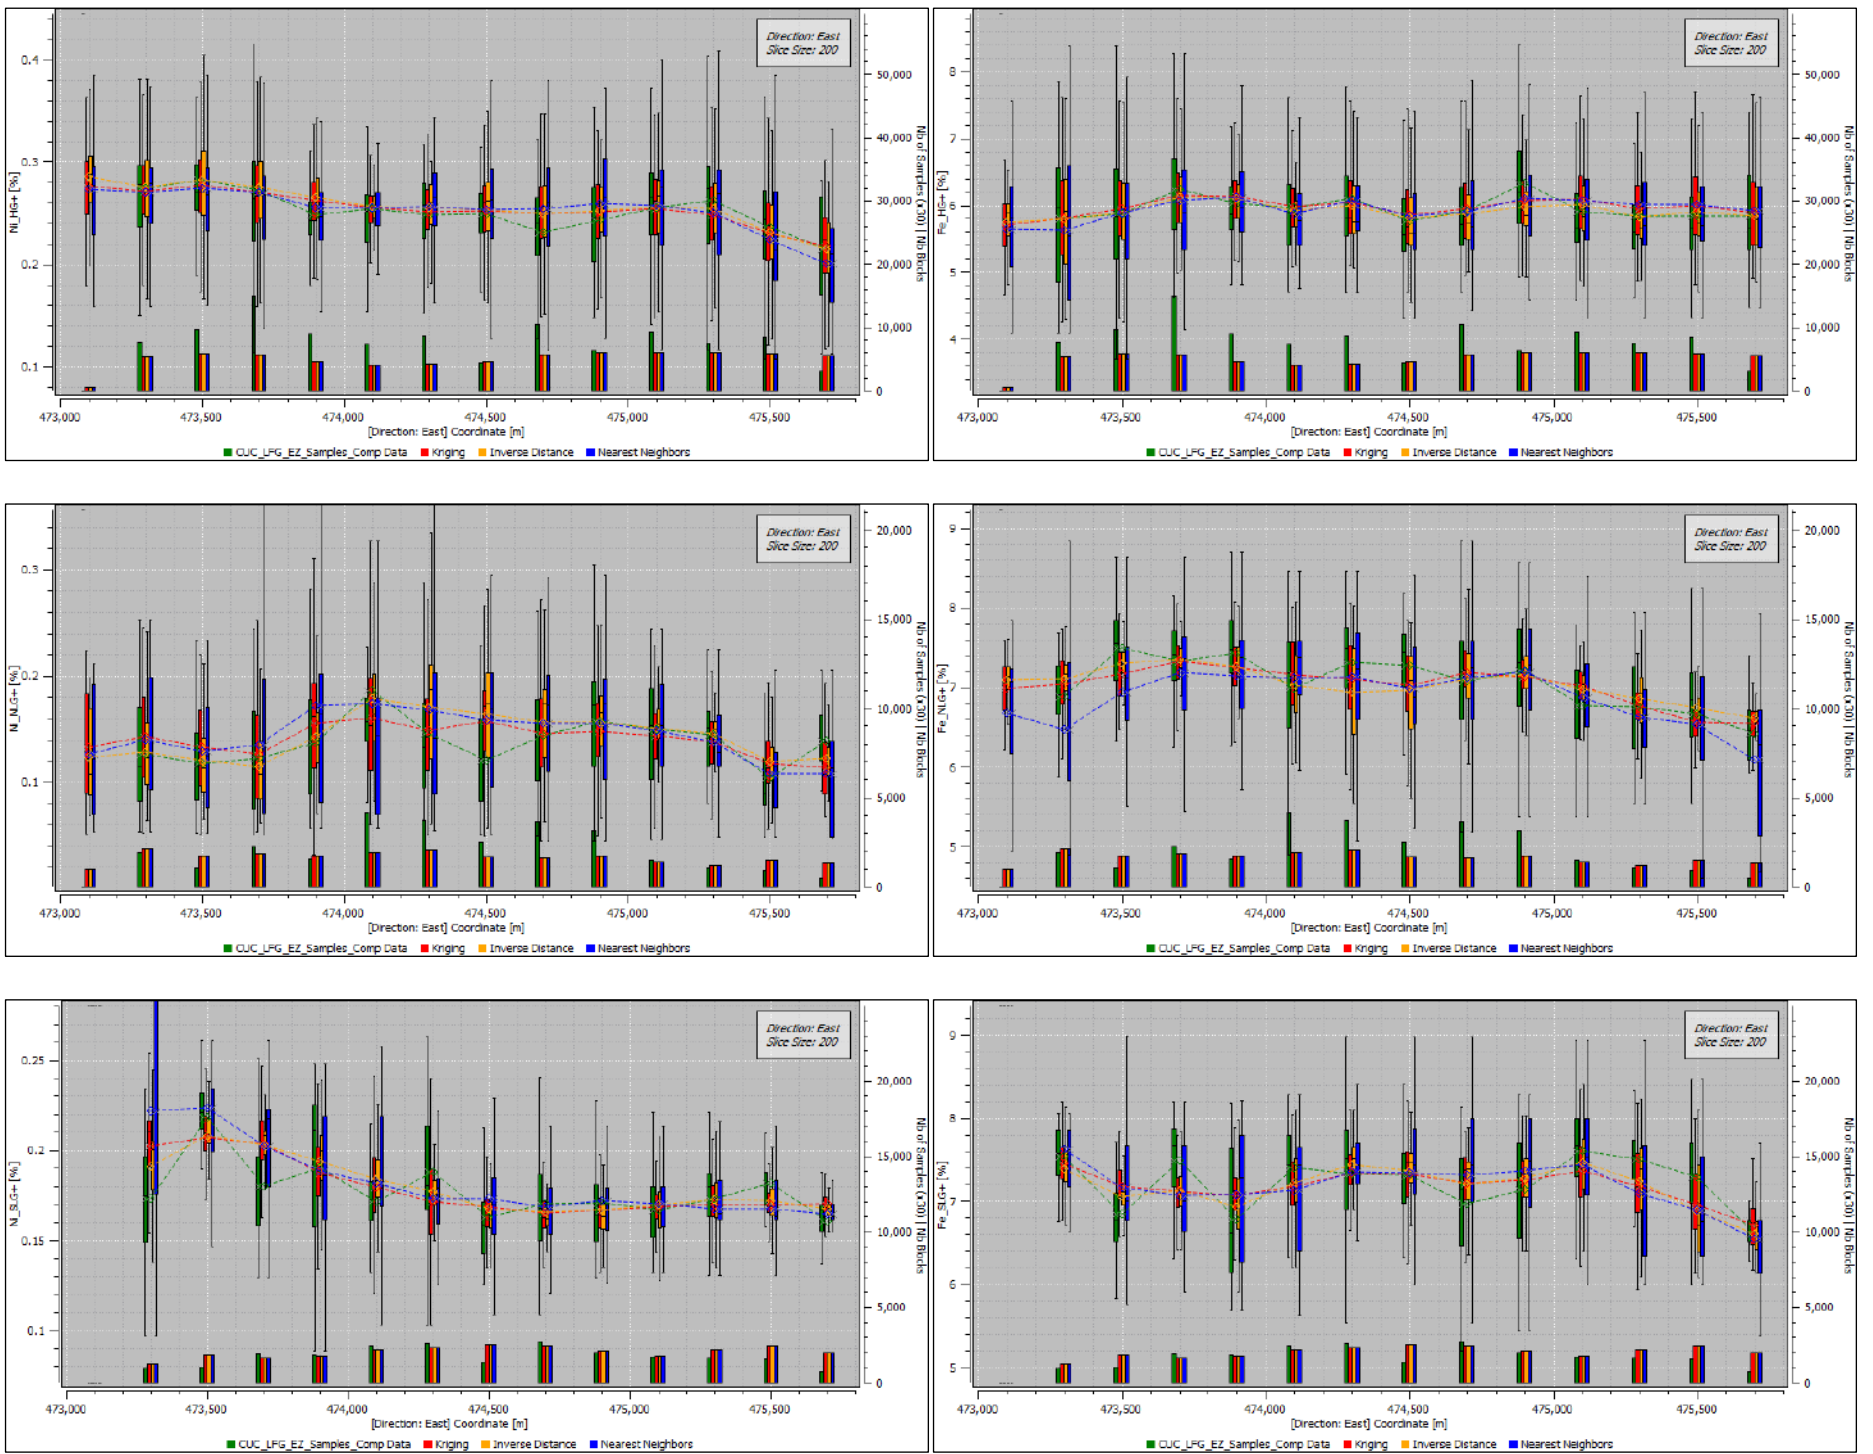 Direction: East
Slice Size: 200
Ni_HG+ [%]
0.4
0.3
0.2
0.1
50,000
40,000
30,000
20,000
10,000
0
Nb of Samples (x30) | Nb Blocks
473,000 473,500 474,000 474,500 475,000 475,500
[Direction: East] Coordinate [m]
CUC_LFG_EZ_Samples_Comp Data Kriging Inverse Distance Nearest Neighbors
Direction: East
Slice Size: 200
Fe_HG+ [%]
8
7
6
5
4
50,000
40,000
30,000
20,000
10,000
0
Nb of Samples (x30) | Nb Blocks
473,000 473,500 474,000 474,500 475,000 475,500
[Direction: East] Coordinate [m]
CUC_LFG_EZ_Samples_Comp Data Kriging Inverse Distance Nearest Neighbors
Direction: East
Slice Size: 200
Ni_NLG+ [%]
0.3
0.2
0.1
20,000
15,000
10,000
5,000
0
Nb of Samples (x30) | Nb Blocks
473,000 473,500 474,000 474,500 475,000 475,500
[Direction: East] Coordinate [m]
CUC_LFG_EZ_Samples_Comp Data Kriging Inverse Distance Nearest Neighbors
Direction: East
Slice Size: 200
Fe_NLG+ [%]
9
8
7
6
5
20,000
15,000
10,000
5,000
0
Nb of Samples (x30) | Nb Blocks
473,000 473,500 474,000 474,500 475,000 475,500
[Direction: East] Coordinate [m]
CUC_LFG_EZ_Samples_Comp Data Kriging Inverse Distance Nearest Neighbors
Direction: East
Slice Size: 200
Ni_SLG+ [%]
0.25
0.2
0.15
0.1
20,000
15,000
10,000
5,000
0
Nb of Samples (x30) | Nb Blocks
473,000 473,500 474,000 474,500 475,000 475,500
[Direction: East] Coordinate [m]
CUC_LFG_EZ_Samples_Comp Data Kriging Inverse Distance Nearest Neighbors
Direction: East
Slice Size: 200
Fe_SLG+ [%]
9
8
7
6
5
20,000
15,000
10,000
5,000
0
Nb of Samples (x30) | Nb Blocks
473,000 473,500 474,000 474,500 475,000 475,500
[Direction: East] Coordinate [m]
CUC_LFG_EZ_Samples_Comp Data Kriging Inverse Distance Nearest Neighbors